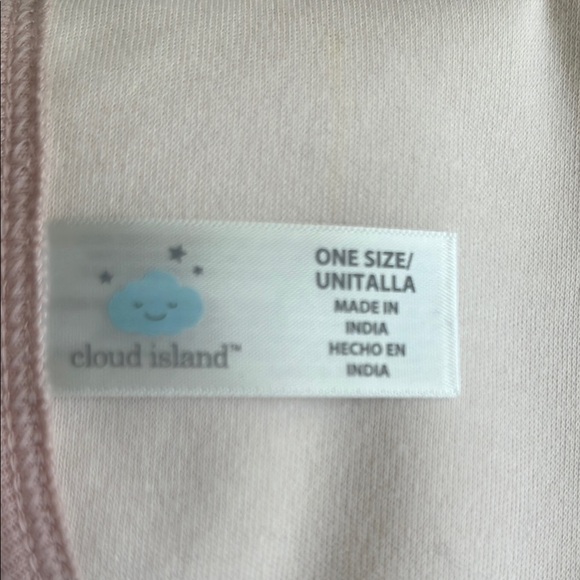 cloud island™
ONE SIZE/
UNITALLA
MADE IN
INDIA
HECHO EN
INDIA